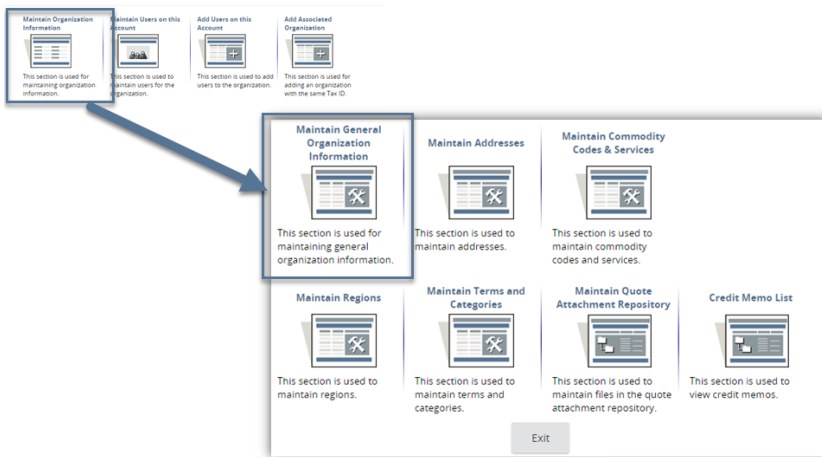 Maintain Organization
Information
This section is used for
maintaining organization
information.
Maintain Users on this
Account
This section is used to
maintain users for the
organization.
Add Users on this
Account
This section is used to add
users to the organization.
Add Associated
Organization
This section is used for
adding an organization
with the same Tax ID.
Maintain General
Organization
Information
This section is used for
maintaining general
organization information.
Maintain Addresses
This section is used to
maintain addresses.
Maintain Commodity
Codes & Services
This section is used to
maintain commodity
codes and services.
Maintain Regions
This section is used to
maintain regions.
Maintain Terms and
Categories
This section is used to
maintain terms and
categories.
Maintain Quote
Attachment Repository
This section is used to
maintain files in the quote
attachment repository.
Credit Memo List
This section is used to
view credit memos.
Exit